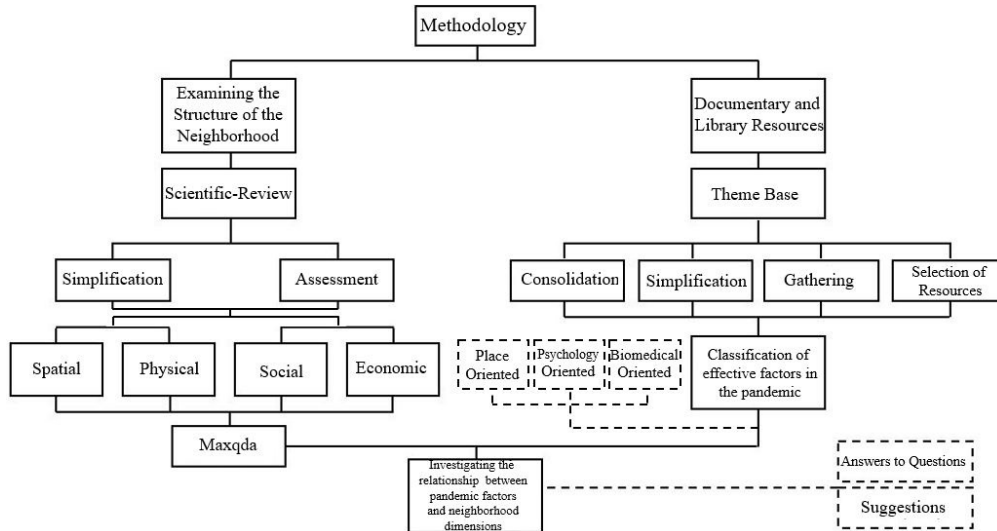 Methodology
Examining the
Structure of the
Neighborhood
Documentary and
Library Resources
Scientific-Review
Theme Base
Simplification
Assessment
Consolidation
Simplification
Gathering
Selection of
Resources
Spatial
Physical
Social
Economic
Place
Oriented
Psychology
Oriented
Biomedical
Oriented
Classification of
effective factors in
the pandemic
Maxqda
Investigating the
relationship between
pandemic factors
and neighborhood
dimensions
Answers to Questions
Suggestions